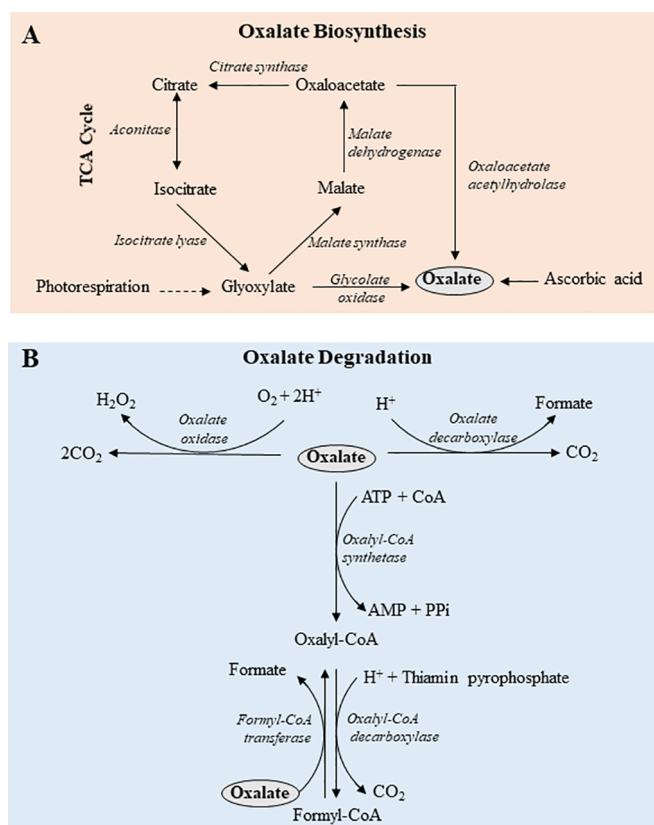 A
Oxalate Biosynthesis
Citrate synthase
Citrate
Oxaloacetate
TCA Cycle
Aconitase
Malate
dehydrogenase
Oxaloacetate
acetylhydrolase
Isocitrate
Malate
Isocitrate lyase
Malate synthase
Photorespiration
Glyoxylate
Glycolate
oxidase
Oxalate
Ascorbic acid
B
Oxalate Degradation
H₂O₂
O₂ + 2H⁺
H⁺
Formate
Oxalate
oxidase
Oxalate
decarboxylase
2CO₂
Oxalate
CO₂
ATP + CoA
Oxalyl-CoA
synthetase
AMP + PPi
Oxalyl-CoA
Formate
H⁺ + Thiamin pyrophosphate
Formyl-CoA
transferase
Oxalyl-CoA
decarboxylase
Oxalate
CO₂
Formyl-CoA